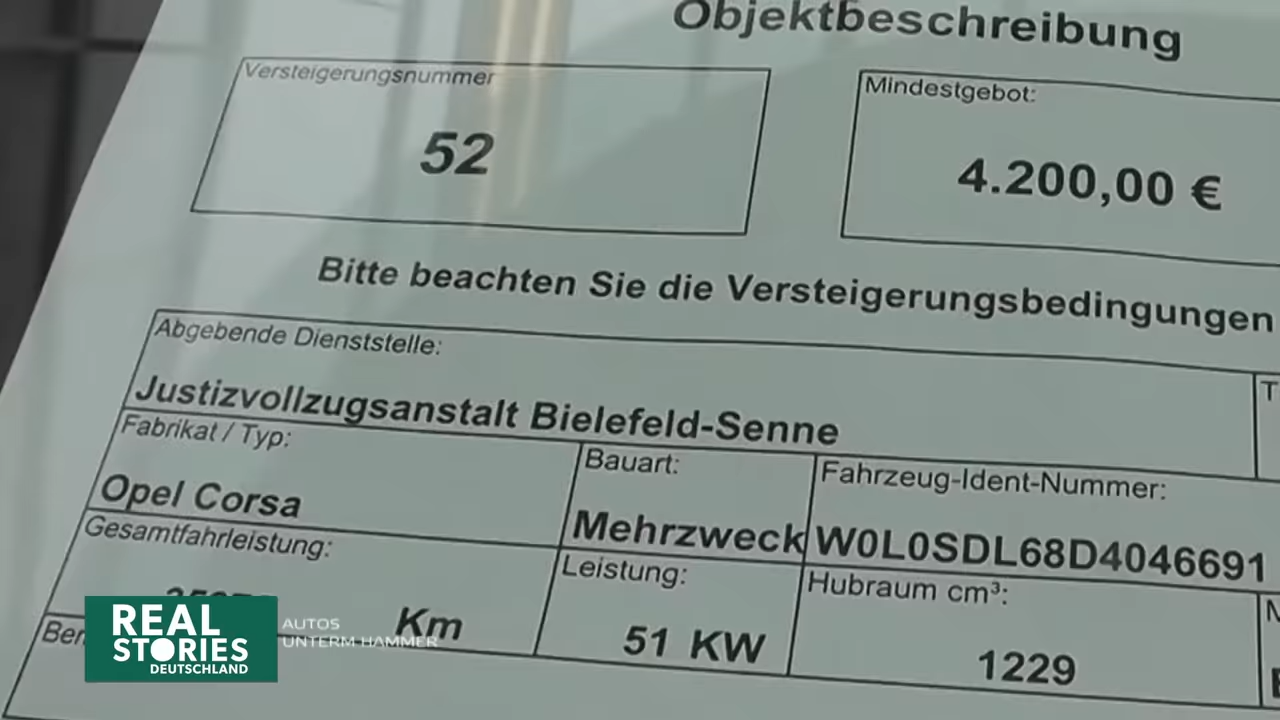 Objektbeschreibung
Versteigerungsnummer
52
Mindestgebot:
4.200,00 €
Bitte beachten Sie die Versteigerungsbedingungen
Abgebende Dienststelle:
Justizvollzugsanstalt Bielefeld-Senne
Fabrikat / Typ:
Opel Corsa
Bauart:
Mehrzweck
Fahrzeug-Ident-Nummer:
W0L0SDL68D4046691
Gesamtfahrleistung:
Km
Leistung:
51 KW
Hubraum cm³:
1229
REAL
STORIES
DEUTSCHLAND
AUTOS
UNTERM HAMMER